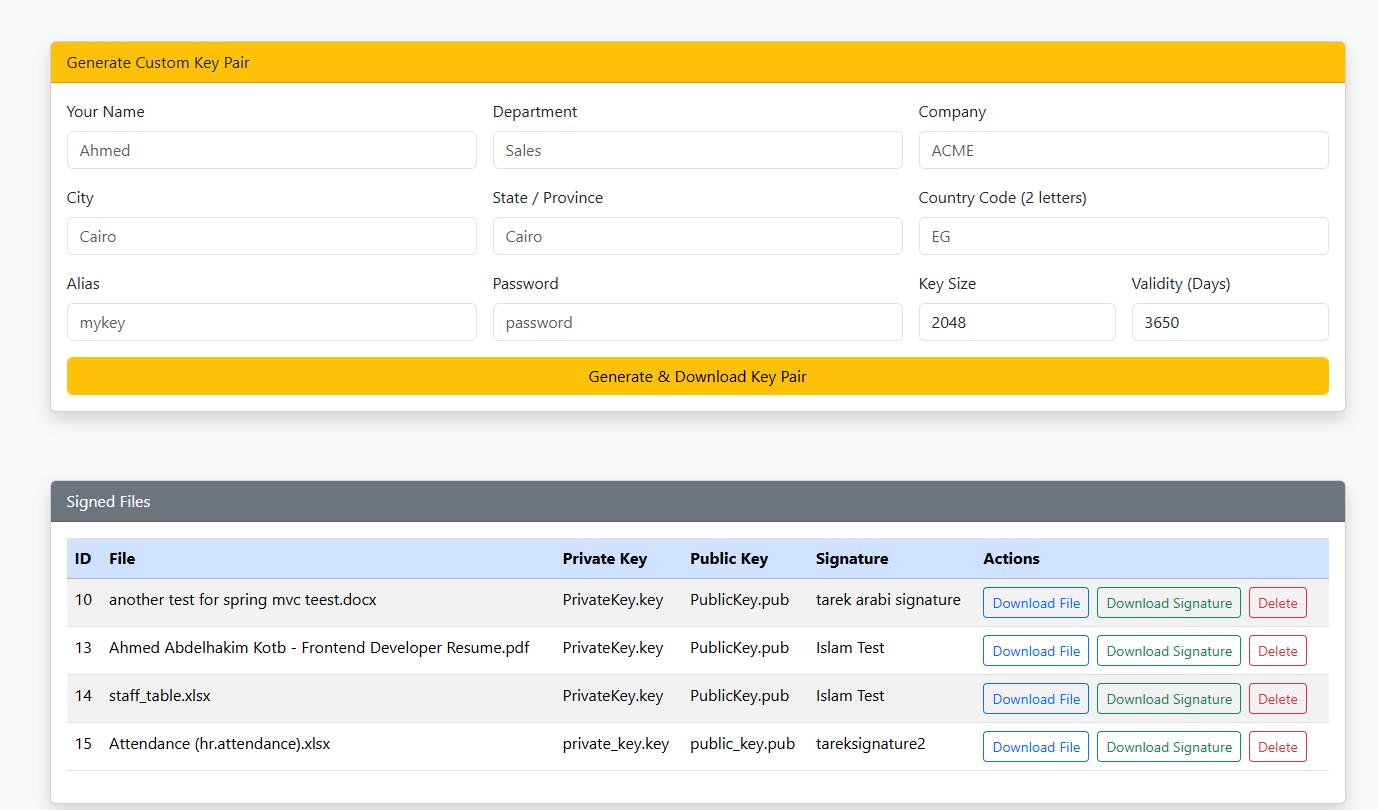 Generate Custom Key Pair
Your Name Department Company
Ahmed Sales ACME
City State / Province Country Code (2 letters)
Cairo Cairo EG
Alias Password Key Size Validity (Days)
mykey password 2048 3650
Generate & Download Key Pair
Signed Files
ID File Private Key Public Key Signature Actions
10 another test for spring mvc teest.docx PrivateKey.key PublicKey.pub tarek arabi signature Download File Download Signature Delete
13 Ahmed Abdelhakim Kotb - Frontend Developer Resume.pdf PrivateKey.key PublicKey.pub Islam Test Download File Download Signature Delete
14 staff_table.xlsx PrivateKey.key PublicKey.pub Islam Test Download File Download Signature Delete
15 Attendance (hr.attendance).xlsx private_key.key public_key.pub tareksignature2 Download File Download Signature Delete